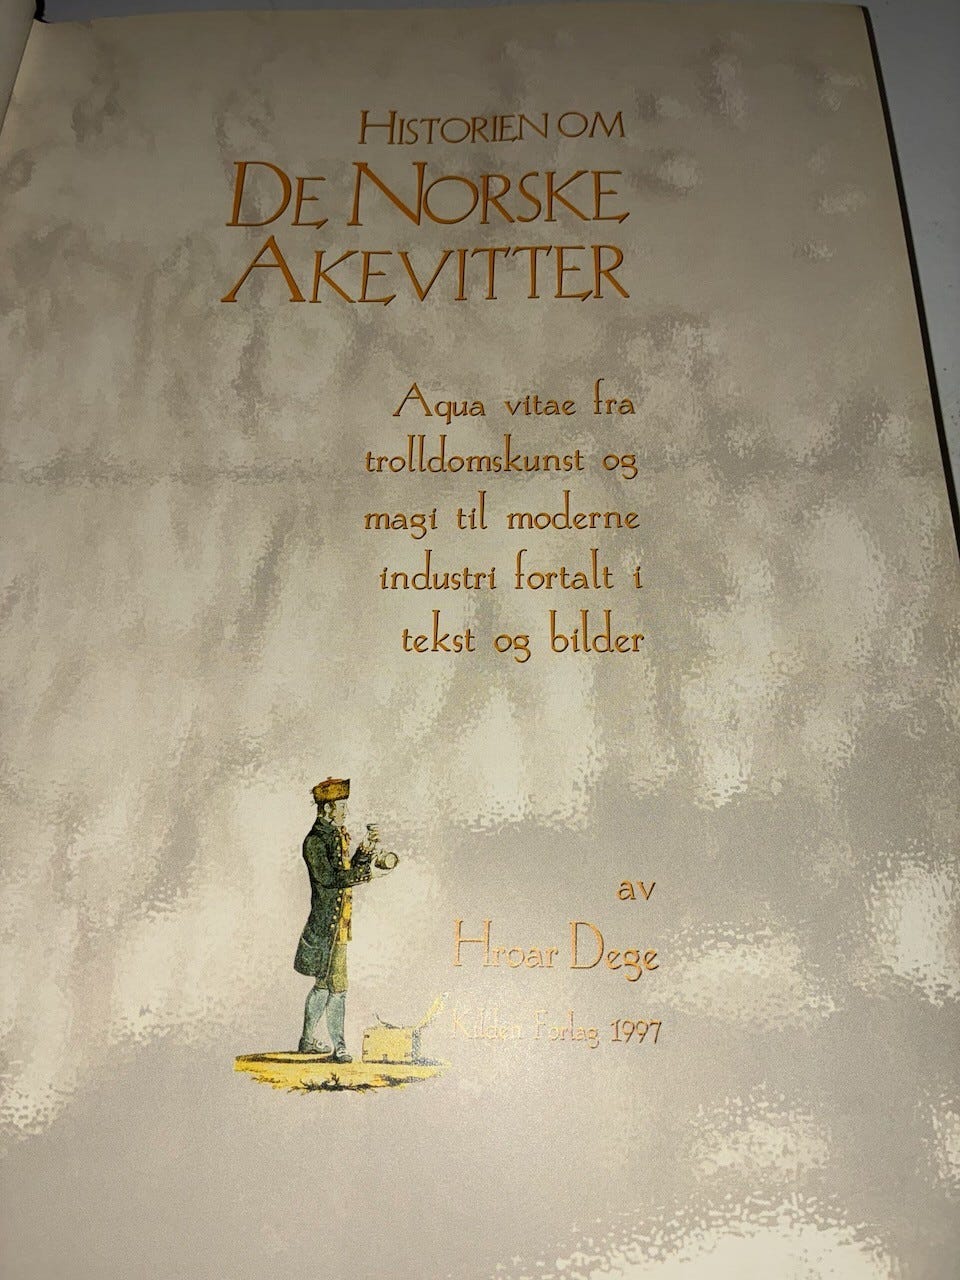 HISTORIEN OM
DE NORSKE
AKEVITTER
Aqua vitae fra
trolldomskunst og
magi til moderne
industri fortalt i
tekst og bilder
av
Hroar Dege
Kilden Forlag 1997